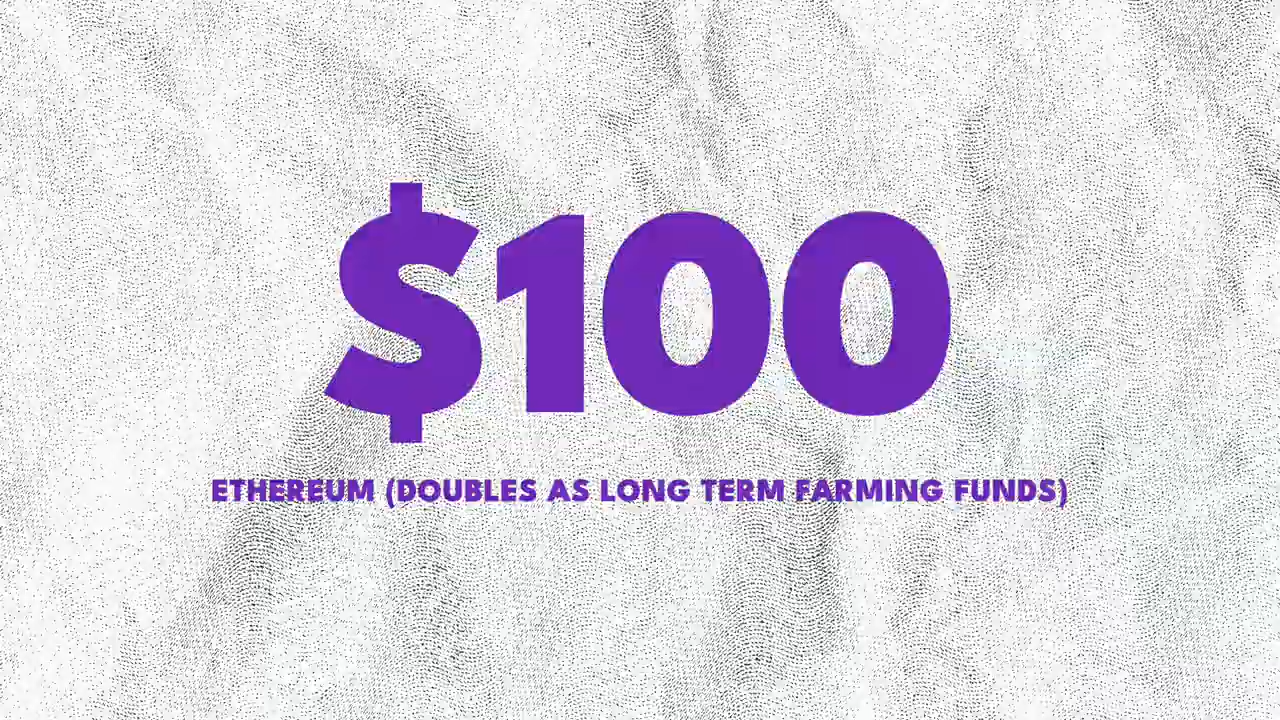 $100
ETHEREUM (DOUBLES AS LONG TERM FARMING FUNDS)